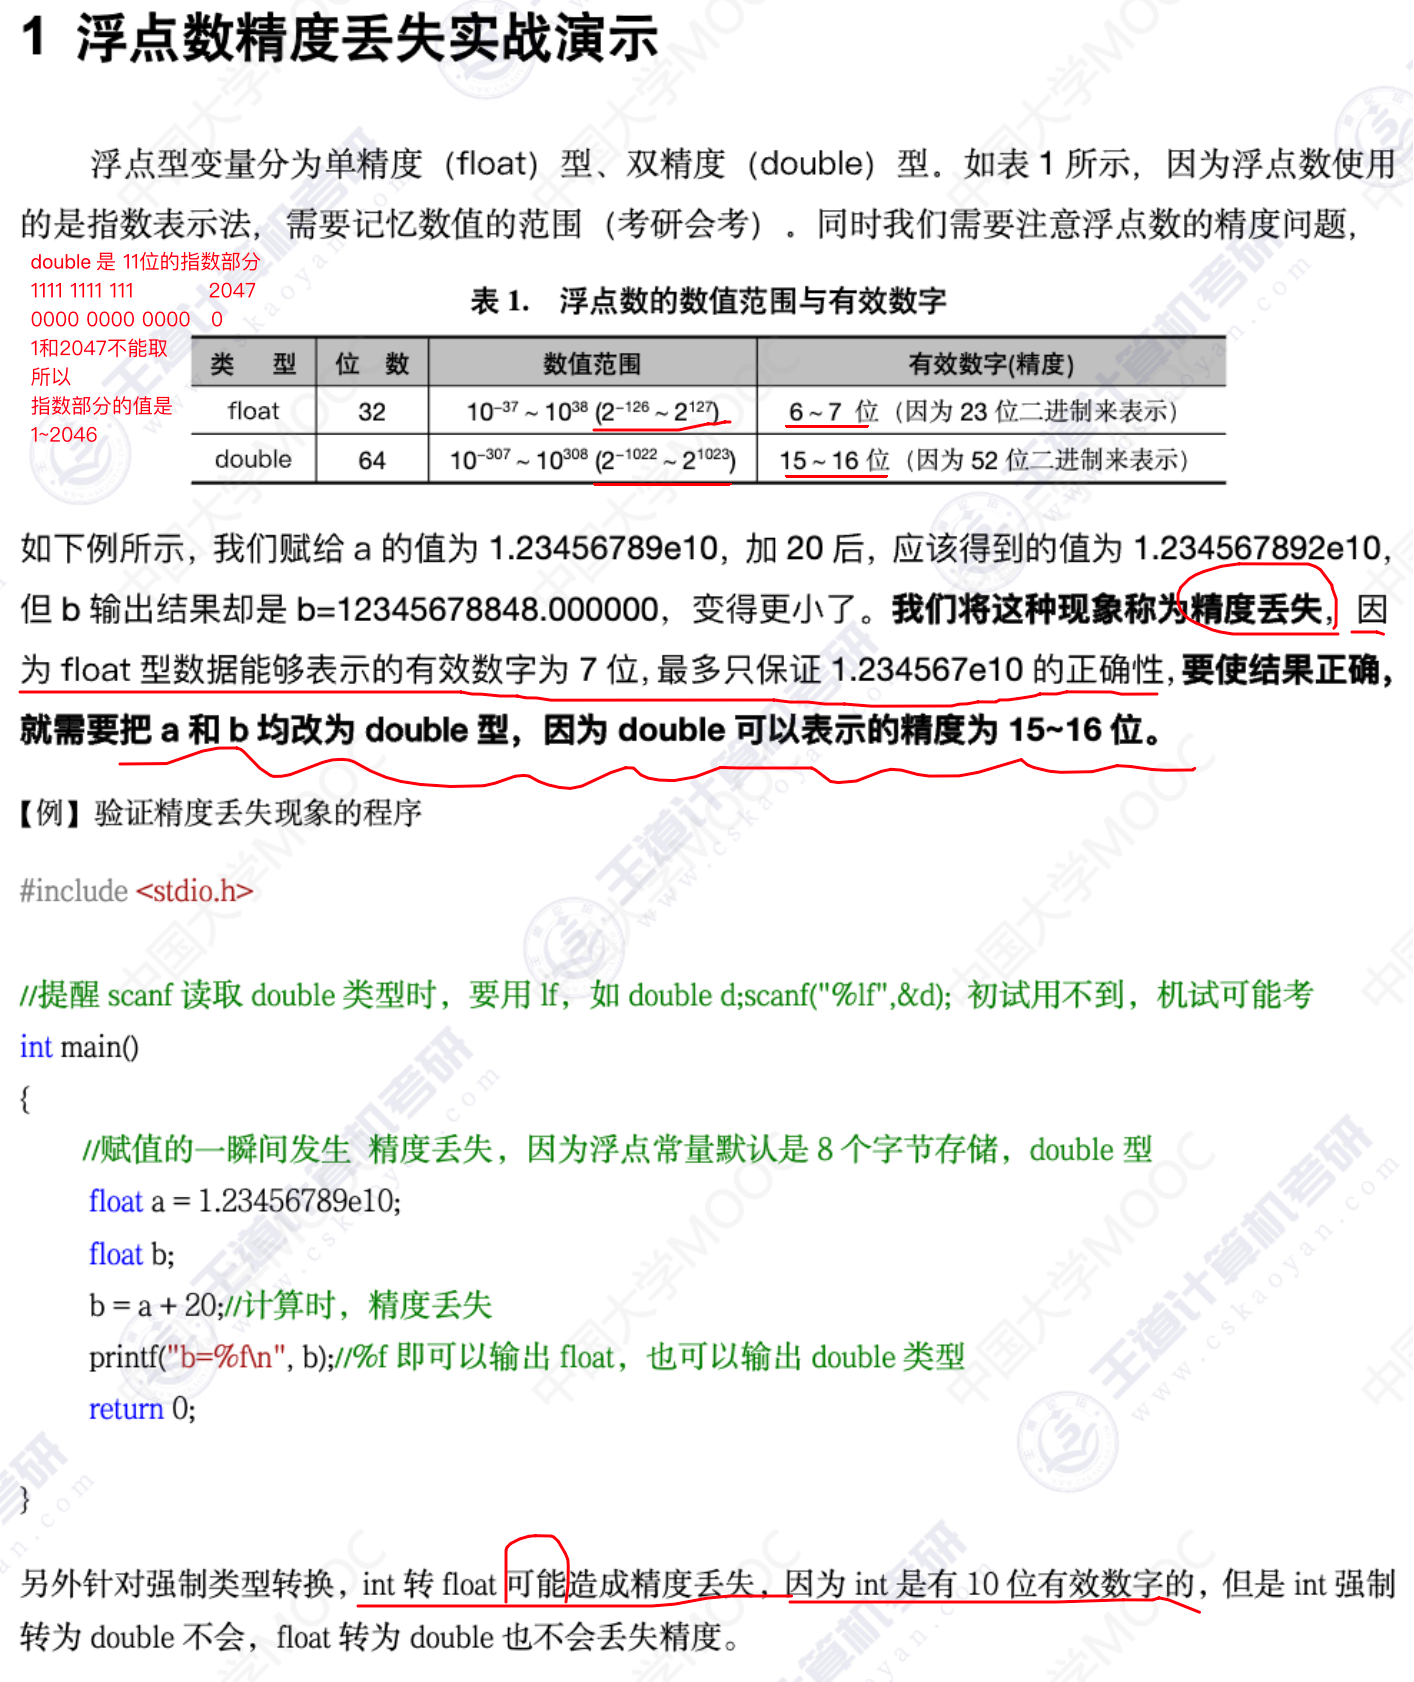 1 浮点数精度丢失实战演示
浮点型变量分为单精度（float）型、双精度（double）型。如表 1 所示，因为浮点数使用
的是指数表示法，需要记忆数值的范围（考研会考）。同时我们需要注意浮点数的精度问题，
double 是 11位的指数部分
1111 1111 111 2047
0000 0000 0000 0
1和2047不能取
所以
指数部分的值是
1~2046
表 1. 浮点数的数值范围与有效数字
类 型 位 数 数值范围 有效数字(精度)
float 32 10⁻³⁷ ~ 10³⁸ (2⁻¹²⁶ ~ 2¹²⁷) 6 ~ 7 位（因为 23 位二进制来表示）
double 64 10⁻³⁰⁷ ~ 10³⁰⁸ (2⁻¹⁰²² ~ 2¹⁰²³) 15 ~ 16 位（因为 52 位二进制来表示）
如下例所示，我们赋给 a 的值为 1.23456789e10，加 20 后，应该得到的值为 1.234567892e10，
但 b 输出结果却是 b=12345678848.000000，变得更小了。我们将这种现象称为精度丢失，因
为 float 型数据能够表示的有效数字为 7 位，最多只保证 1.234567e10 的正确性，要使结果正确，
就需要把 a 和 b 均改为 double 型，因为 double 可以表示的精度为 15~16 位。
【例】验证精度丢失现象的程序
#include <stdio.h>
//提醒 scanf 读取 double 类型时，要用 lf，如 double d;scanf("%lf",&d); 初试用不到，机试可能考
int main()
{
//赋值的一瞬间发生 精度丢失，因为浮点常量默认是 8 个字节存储，double 型
float a = 1.23456789e10;
float b;
b = a + 20;//计算时，精度丢失
printf("b=%f\n", b);//%f 即可以输出 float，也可以输出 double 类型
return 0;
}
另外针对强制类型转换，int 转 float 可能造成精度丢失，因为 int 是有 10 位有效数字的，但是 int 强制
转为 double 不会，float 转为 double 也不会丢失精度。
中国大学MOOC
王道计算机考研
www.cskaoyan.com